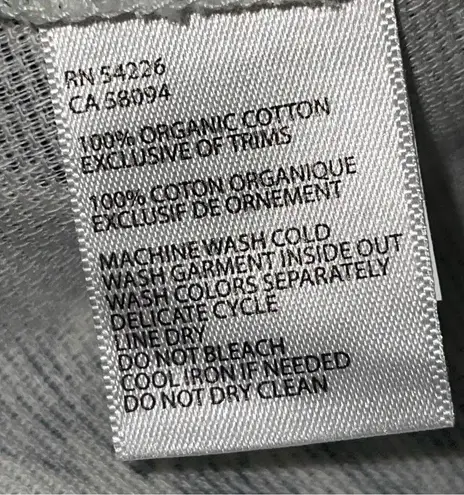 RN 54226
CA 58094
100% ORGANIC COTTON
EXCLUSIVE OF TRIMS
100% COTON ORGANIQUE
EXCLUSIF DE ORNEMENT
MACHINE WASH COLD
WASH GARMENT INSIDE OUT
WASH COLORS SEPARATELY
DELICATE CYCLE
LINE DRY
DO NOT BLEACH
COOL IRON IF NEEDED
DO NOT DRY CLEAN